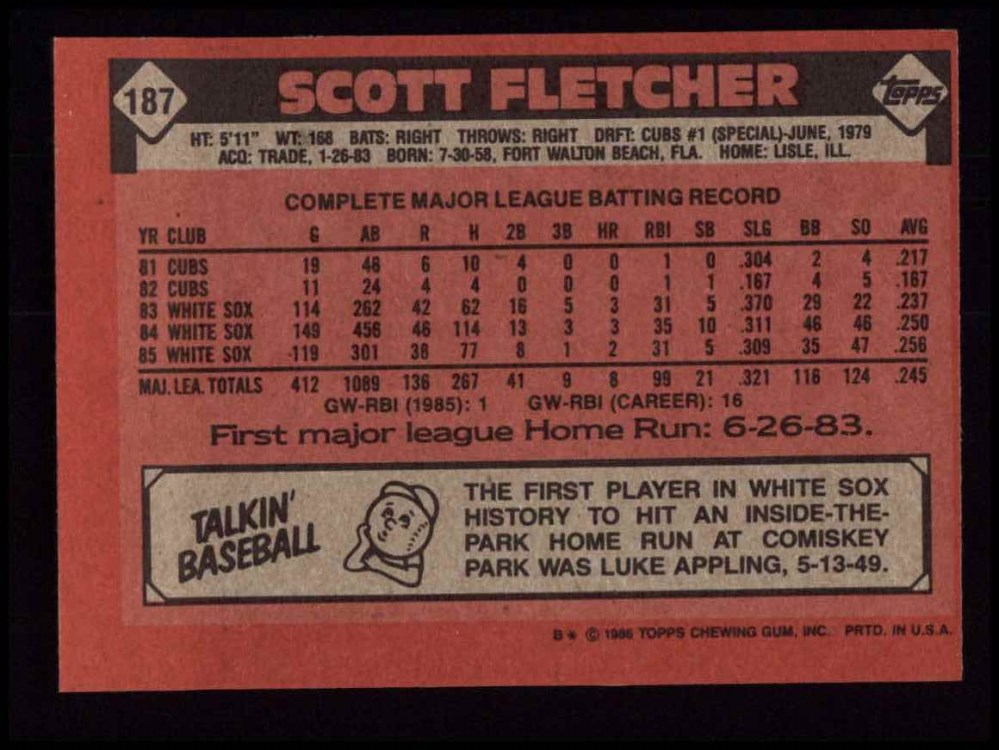 187
SCOTT FLETCHER
TOPPS
HT: 5'11" WT: 168 BATS: RIGHT THROWS: RIGHT DRFT: CUBS #1 (SPECIAL)-JUNE, 1979
ACQ: TRADE, 1-26-83 BORN: 7-30-58, FORT WALTON BEACH, FLA. HOME: LISLE, ILL.
COMPLETE MAJOR LEAGUE BATTING RECORD
YR CLUB G AB R H 2B 3B HR RBI SB SLG BB SO AVG
81 CUBS 19 46 6 10 4 0 0 1 0 .304 2 4 .217
82 CUBS 11 24 4 4 0 0 0 1 1 .167 4 5 .167
83 WHITE SOX 114 262 42 62 16 5 3 31 5 .370 29 22 .237
84 WHITE SOX 149 456 46 114 13 3 3 35 10 .311 46 46 .250
85 WHITE SOX 119 301 38 77 8 1 2 31 5 .309 35 47 .256
MAJ. LEA. TOTALS 412 1089 136 267 41 9 8 99 21 .321 116 124 .245
GW-RBI (1985): 1 GW-RBI (CAREER): 16
First major league Home Run: 6-26-83.
TALKIN'
BASEBALL
THE FIRST PLAYER IN WHITE SOX
HISTORY TO HIT AN INSIDE-THE-
PARK HOME RUN AT COMISKEY
PARK WAS LUKE APPLING, 5-13-49.
B* © 1986 TOPPS CHEWING GUM, INC. PRTD. IN U.S.A.